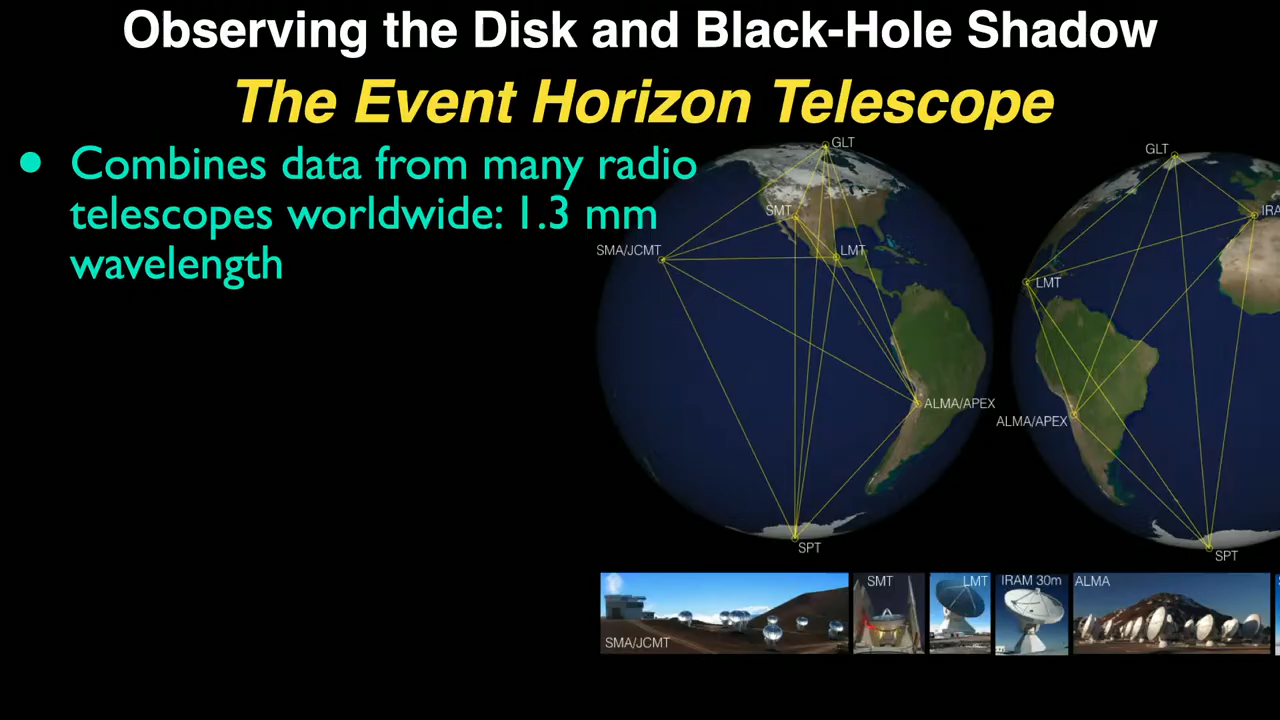 Observing the Disk and Black-Hole Shadow
The Event Horizon Telescope
• Combines data from many radio
telescopes worldwide: 1.3 mm
wavelength
GLT
SMT
SMA/JCMT
LMT
ALMA/APEX
SPT
GLT
LMT
ALMA/APEX
SPT
SMA/JCMT
SMT
LMT
IRAM 30m
ALMA